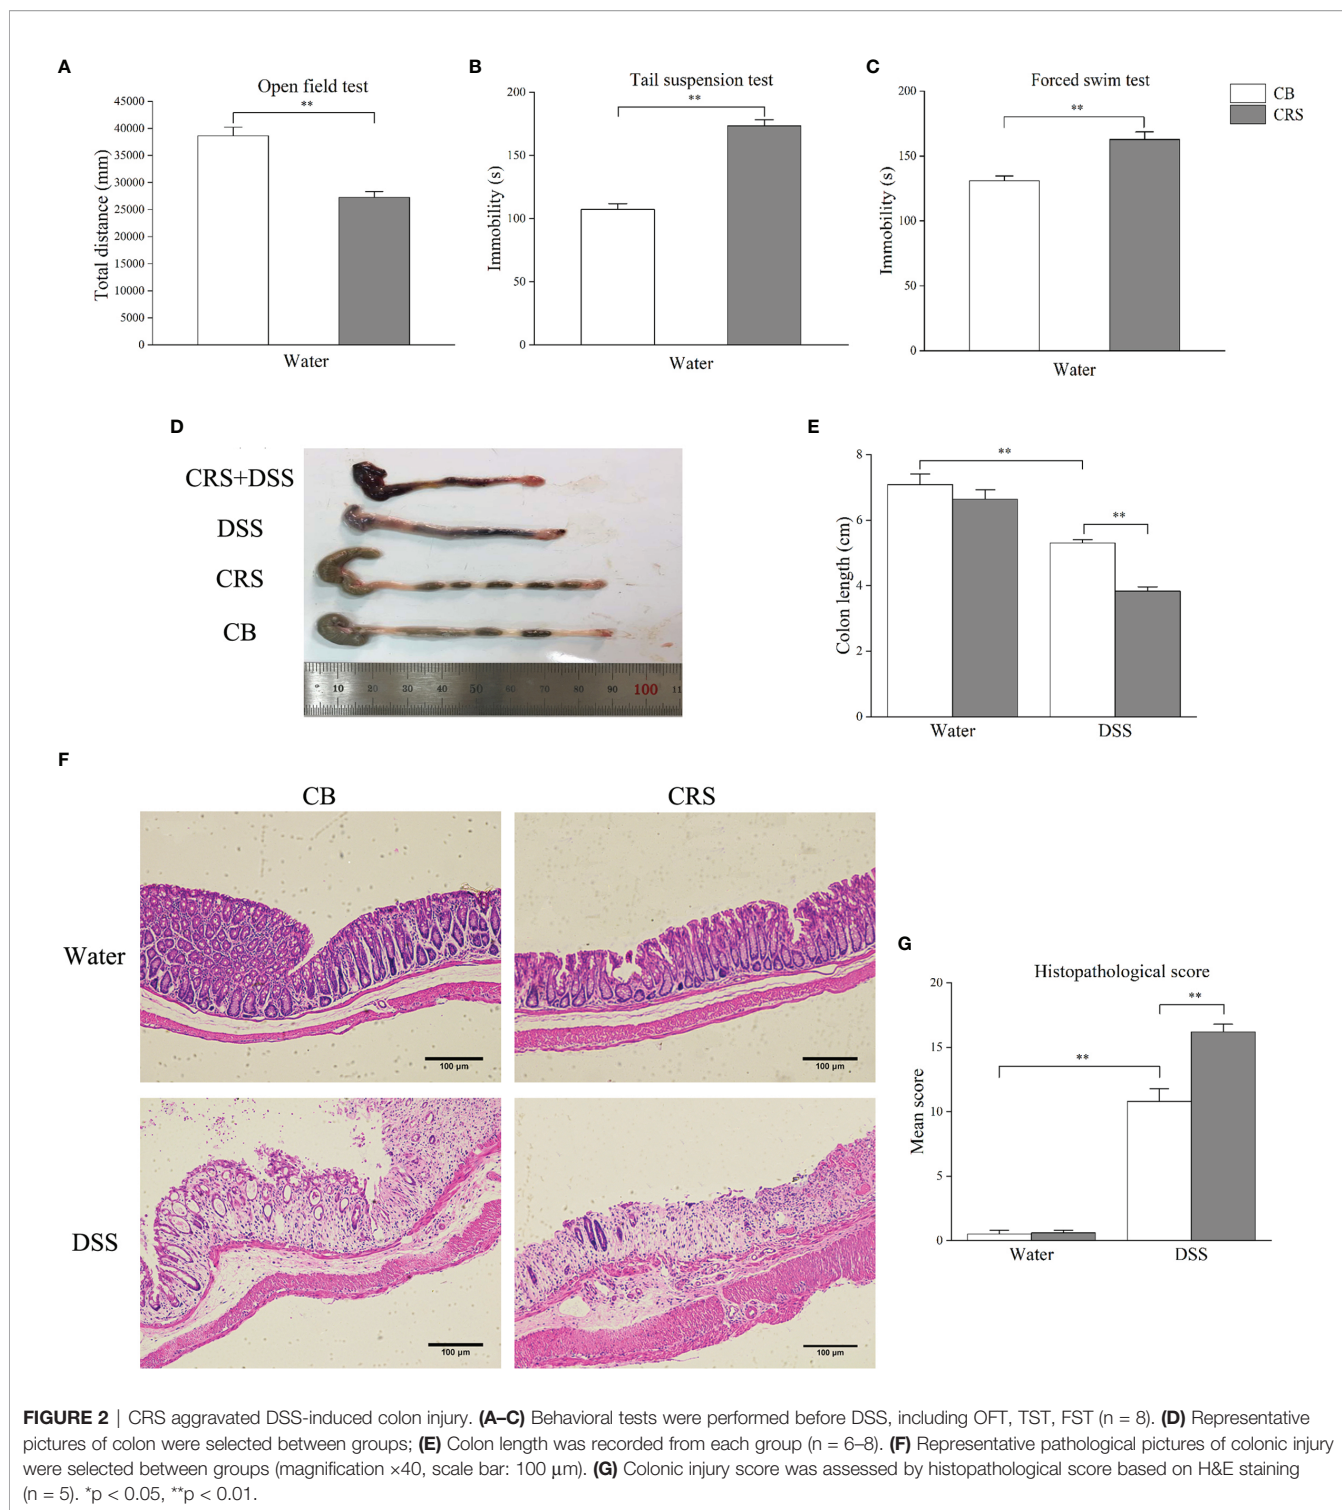 A
Open field test
**
45000
40000
35000
30000
25000
20000
15000
10000
5000
0
Total distance (mm)
Water
B
Tail suspension test
**
200
150
100
50
0
Immobility (s)
Water
C
Forced swim test
**
200
150
100
50
0
Immobility (s)
Water
CB
CRS
D
CRS+DSS
DSS
CRS
CB
0 10 20 30 40 50 60 70 80 90 100 11
E
**
**
8
6
4
2
0
Colon length (cm)
Water DSS
F
CB CRS
Water
100 µm 100 µm
DSS
100 µm 100 µm
G
Histopathological score
**
**
20
15
10
5
0
Mean score
Water DSS
FIGURE 2 | CRS aggravated DSS-induced colon injury. (A–C) Behavioral tests were performed before DSS, including OFT, TST, FST (n = 8). (D) Representative
pictures of colon were selected between groups; (E) Colon length was recorded from each group (n = 6–8). (F) Representative pathological pictures of colonic injury
were selected between groups (magnification ×40, scale bar: 100 µm). (G) Colonic injury score was assessed by histopathological score based on H&E staining
(n = 5). *p < 0.05, **p < 0.01.